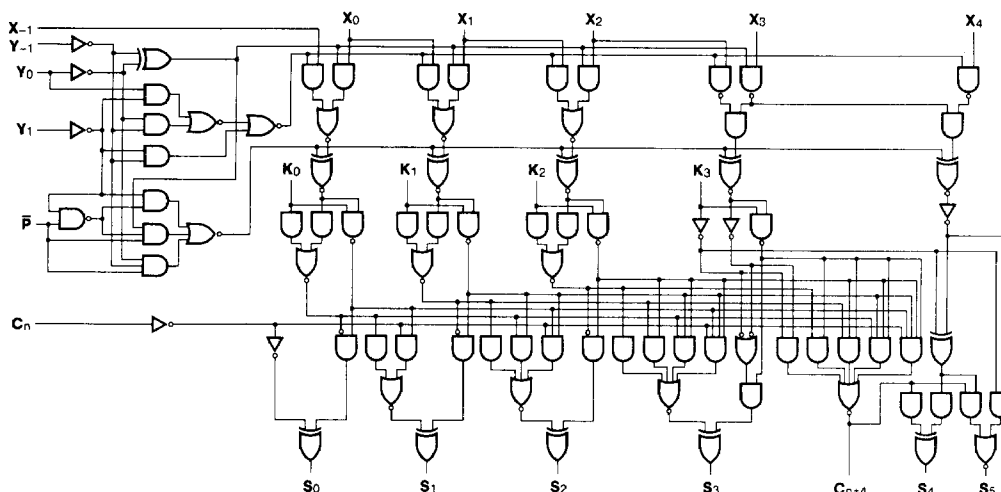 X₀ X₁ X₂ X₃ X₄
X₋₁
Y₋₁
Y₀
Y₁
K₀ K₁ K₂ K₃
P̅
Cₙ
S₀ S₁ S₂ S₃ Cₙ₊₄ S₄ S₅